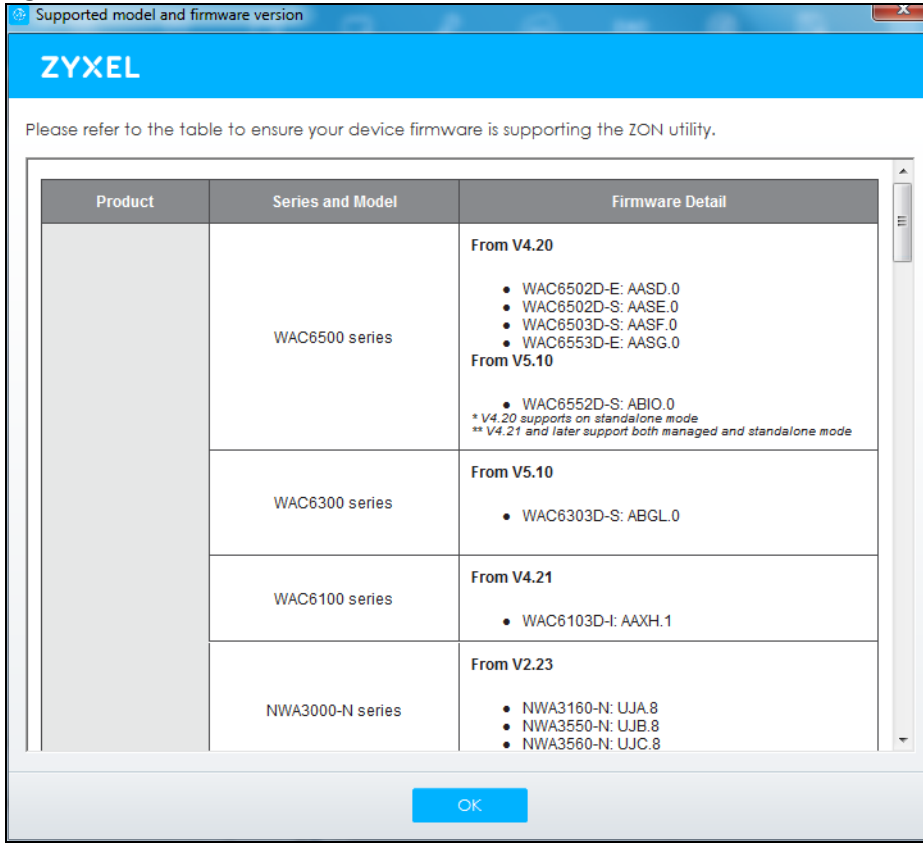 Supported model and firmware version
x
ZYXEL
Please refer to the table to ensure your device firmware is supporting the ZON utility.
Product Series and Model Firmware Detail
WAC6500 series
From V4.20
• WAC6502D-E: AASD.0
• WAC6502D-S: AASE.0
• WAC6503D-S: AASF.0
• WAC6553D-E: AASG.0
From V5.10
• WAC6552D-S: ABIO.0
* V4.20 supports on standalone mode
** V4.21 and later support both managed and standalone mode
WAC6300 series
From V5.10
• WAC6303D-S: ABGL.0
WAC6100 series
From V4.21
• WAC6103D-I: AAXH.1
NWA3000-N series
From V2.23
• NWA3160-N: UJA.8
• NWA3550-N: UJB.8
• NWA3560-N: UJC.8
OK